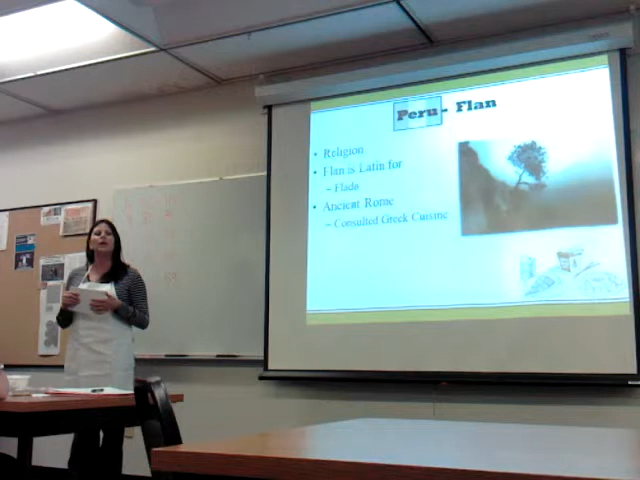 Peru- Flan
• Religion
• Flan is Latin for
– Flado
• Ancient Rome
– Consulted Greek Cuisine